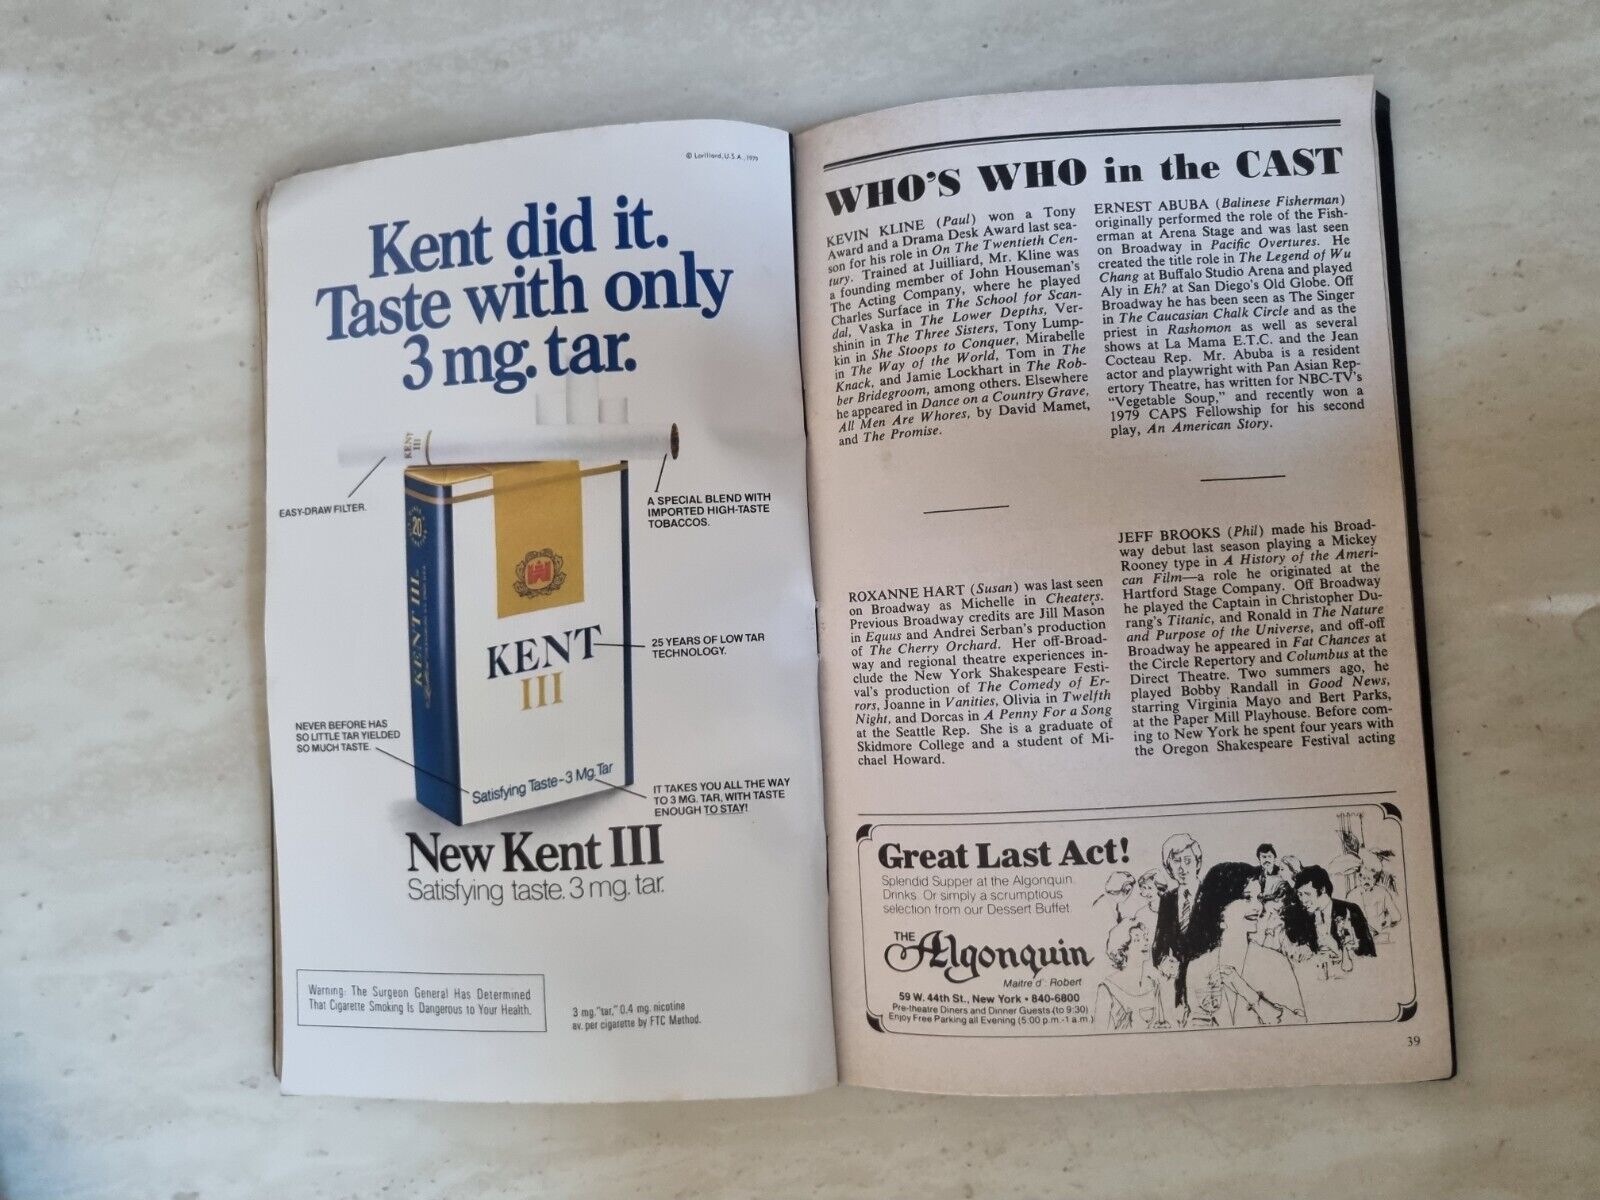 © Lorillard, U.S.A., 1979
Kent did it.
Taste with only
3 mg. tar.
KENT
III
EASY-DRAW FILTER.
A SPECIAL BLEND WITH
IMPORTED HIGH-TASTE
TOBACCOS.
20
KENT III
KENT
III
25 YEARS OF LOW TAR
TECHNOLOGY.
NEVER BEFORE HAS
SO LITTLE TAR YIELDED
SO MUCH TASTE.
Satisfying Taste-3 Mg. Tar
IT TAKES YOU ALL THE WAY
TO 3 MG. TAR, WITH TASTE
ENOUGH TO STAY!
New Kent III
Satisfying taste. 3 mg. tar.
Warning: The Surgeon General Has Determined
That Cigarette Smoking Is Dangerous to Your Health.
3 mg. "tar," 0.4 mg. nicotine
av. per cigarette by FTC Method.
WHO'S WHO in the CAST
KEVIN KLINE (Paul) won a Tony
Award and a Drama Desk Award last sea-
son for his role in On The Twentieth Cen-
tury. Trained at Juilliard, Mr. Kline was
a founding member of John Houseman's
The Acting Company, where he played
Charles Surface in The School for Scan-
dal, Vaska in The Lower Depths, Ver-
shinin in The Three Sisters, Tony Lump-
kin in She Stoops to Conquer, Mirabelle
in The Way of the World, Tom in The
Knack, and Jamie Lockhart in The Rob-
ber Bridegroom, among others. Elsewhere
he appeared in Dance on a Country Grave,
All Men Are Whores, by David Mamet,
and The Promise.
ROXANNE HART (Susan) was last seen
on Broadway as Michelle in Cheaters.
Previous Broadway credits are Jill Mason
in Equus and Andrei Serban's production
of The Cherry Orchard. Her off-Broad-
way and regional theatre experiences in-
clude the New York Shakespeare Festi-
val's production of The Comedy of Er-
rors, Joanne in Vanities, Olivia in Twelfth
Night, and Dorcas in A Penny For a Song
at the Seattle Rep. She is a graduate of
Skidmore College and a student of Mi-
chael Howard.
ERNEST ABUBA (Balinese Fisherman)
originally performed the role of the Fish-
erman at Arena Stage and was last seen
on Broadway in Pacific Overtures. He
created the title role in The Legend of Wu
Chang at Buffalo Studio Arena and played
Aly in Eh? at San Diego's Old Globe. Off
Broadway he has been seen as The Singer
in The Caucasian Chalk Circle and as the
priest in Rashomon as well as several
shows at La Mama E.T.C. and the Jean
Cocteau Rep. Mr. Abuba is a resident
actor and playwright with Pan Asian Rep-
ertory Theatre, has written for NBC-TV's
"Vegetable Soup," and recently won a
1979 CAPS Fellowship for his second
play, An American Story.
JEFF BROOKS (Phil) made his Broad-
way debut last season playing a Mickey
Rooney type in A History of the Ameri-
can Film—a role he originated at the
Hartford Stage Company. Off Broadway
he played the Captain in Christopher Du-
rang's Titanic, and Ronald in The Nature
and Purpose of the Universe, and off-off
Broadway he appeared in Fat Chances at
the Circle Repertory and Columbus at the
Direct Theatre. Two summers ago, he
played Bobby Randall in Good News,
starring Virginia Mayo and Bert Parks,
at the Paper Mill Playhouse. Before com-
ing to New York he spent four years with
the Oregon Shakespeare Festival acting
Great Last Act!
Splendid Supper at the Algonquin.
Drinks. Or simply a scrumptious
selection from our Dessert Buffet.
THE
Algonquin
Maitre d': Robert
59 W. 44th St., New York • 840-6800
Pre-theatre Diners and Dinner Guests (to 9:30)
Enjoy Free Parking all Evening (5:00 p.m.-1 a.m.)
39